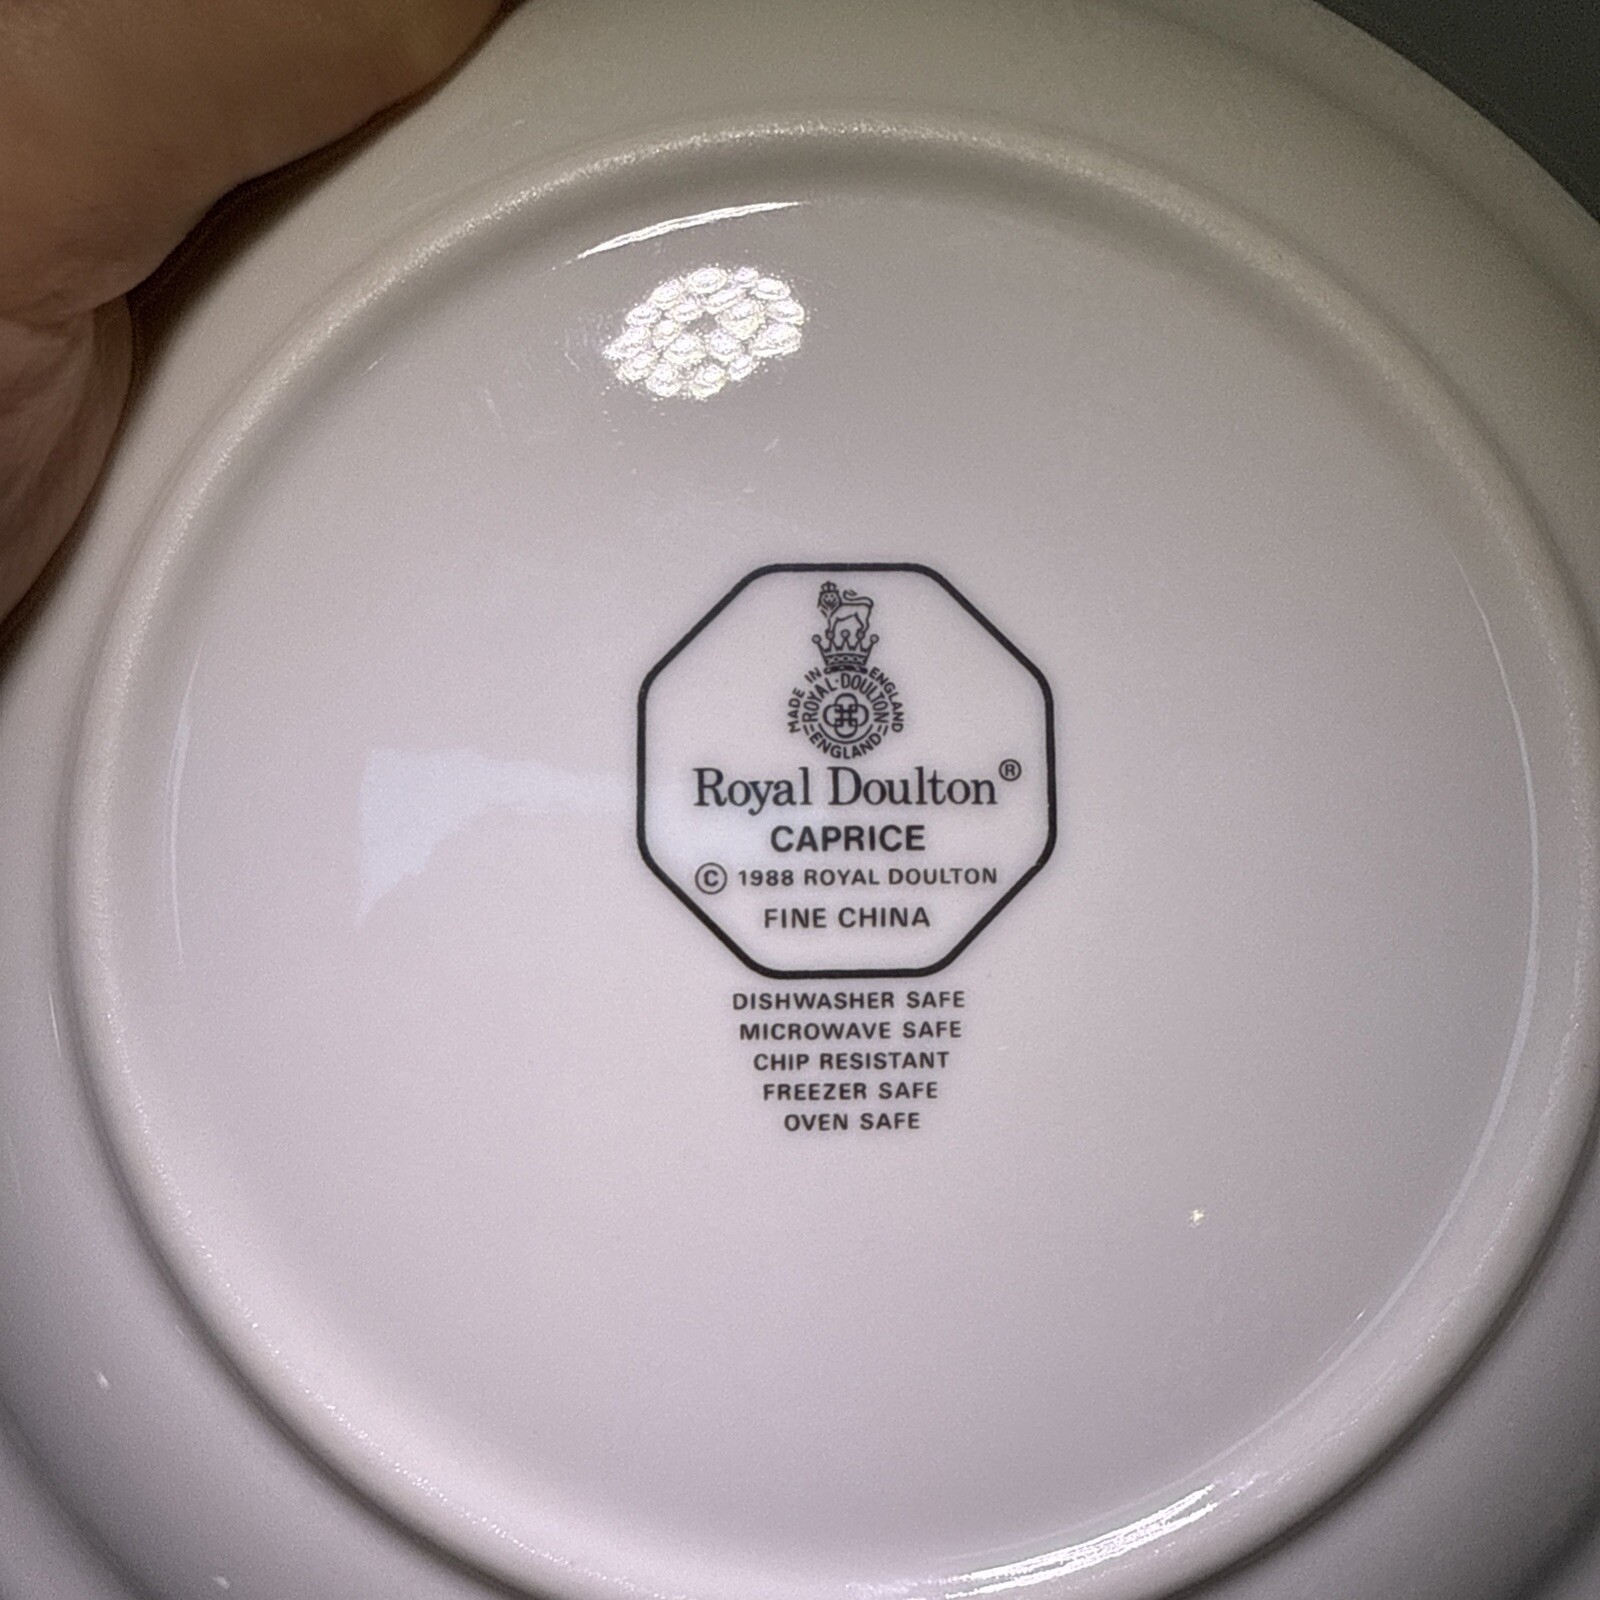 MADE IN ENGLAND
ROYAL·DOULTON
ENGLAND
Royal Doulton®
CAPRICE
© 1988 ROYAL DOULTON
FINE CHINA
DISHWASHER SAFE
MICROWAVE SAFE
CHIP RESISTANT
FREEZER SAFE
OVEN SAFE